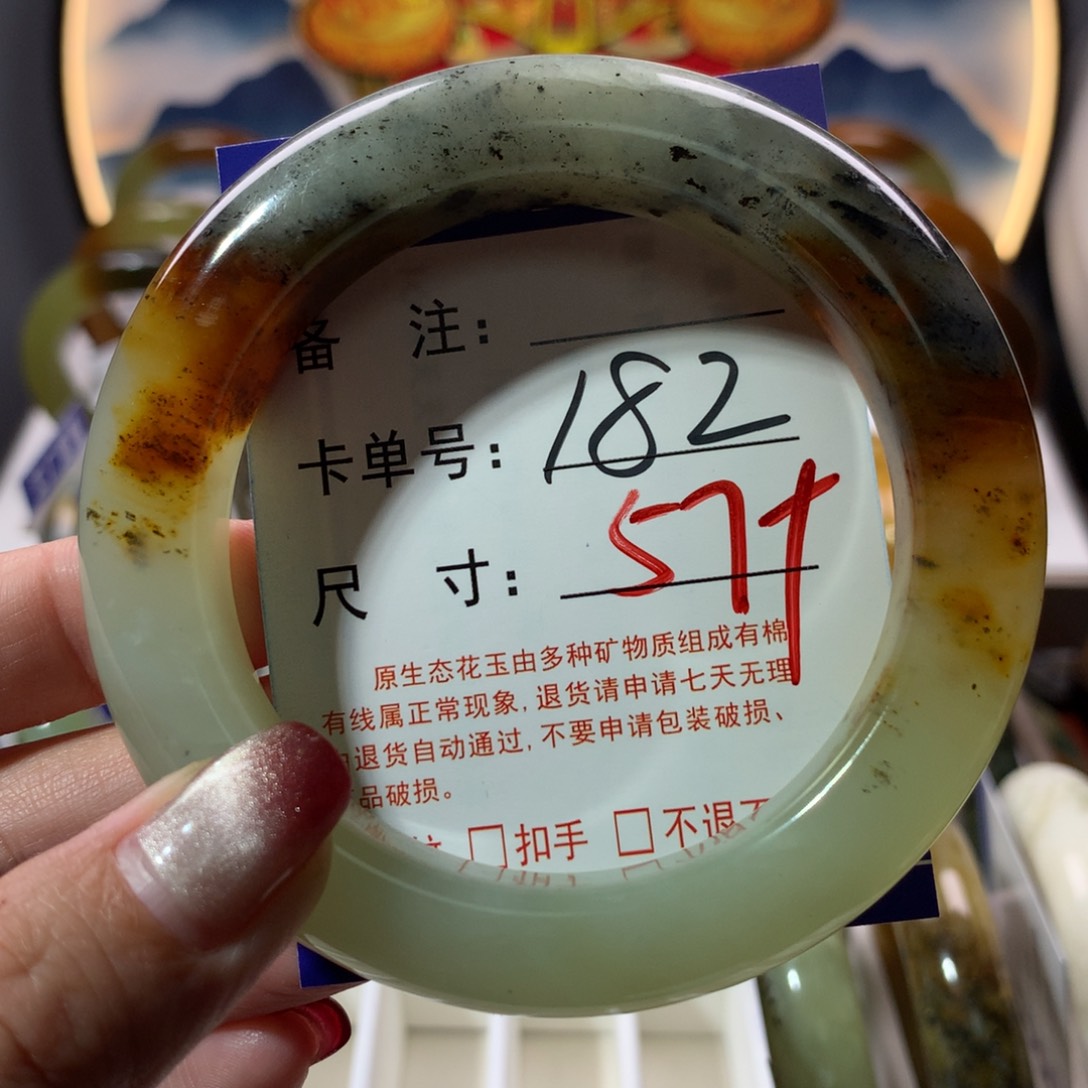 备 注：
卡单号：182
尺 寸：57+
原生态花玉由多种矿物质组成有棉
有线属正常现象，退货请申请七天无理
由退货自动通过，不要申请包装破损、
品破损。
□扣手 □不退不